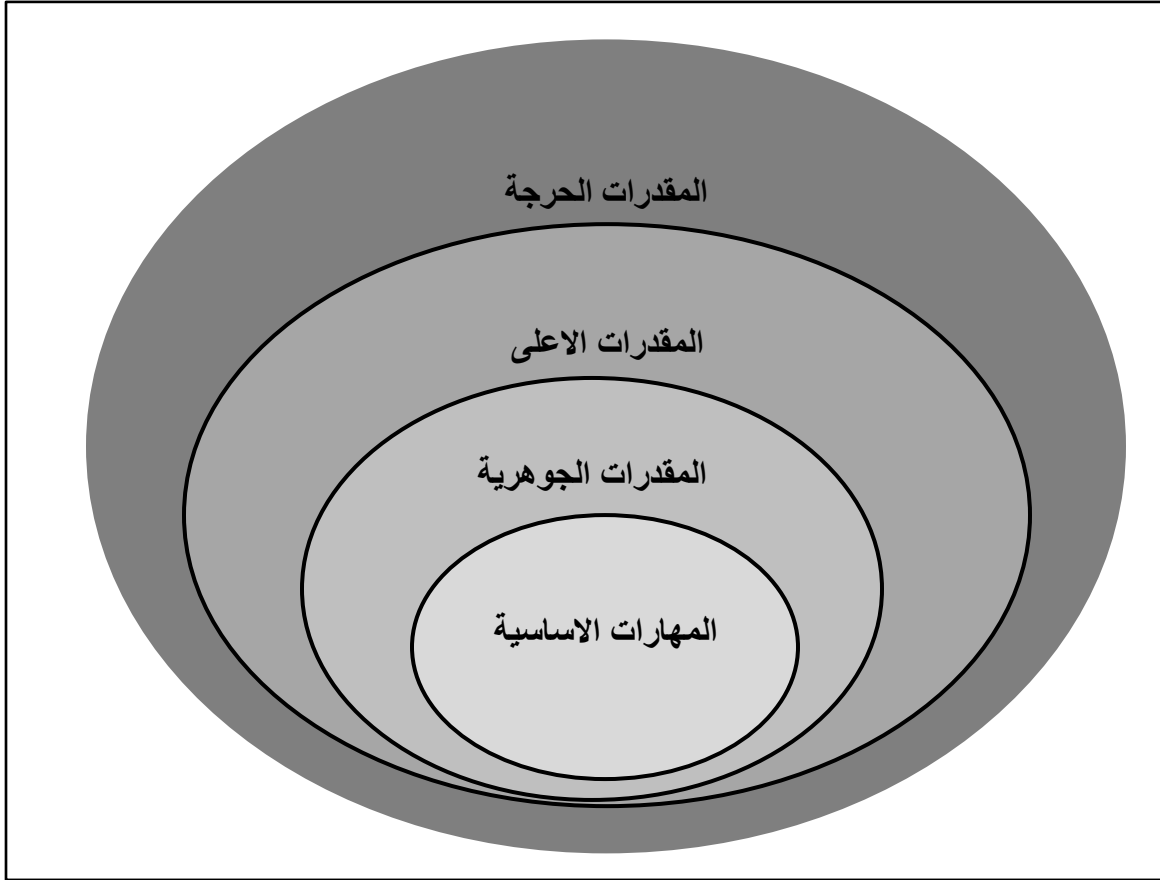 المقدرات الحرجة
المقدرات الاعلى
المقدرات الجوهرية
المهارات الاساسية